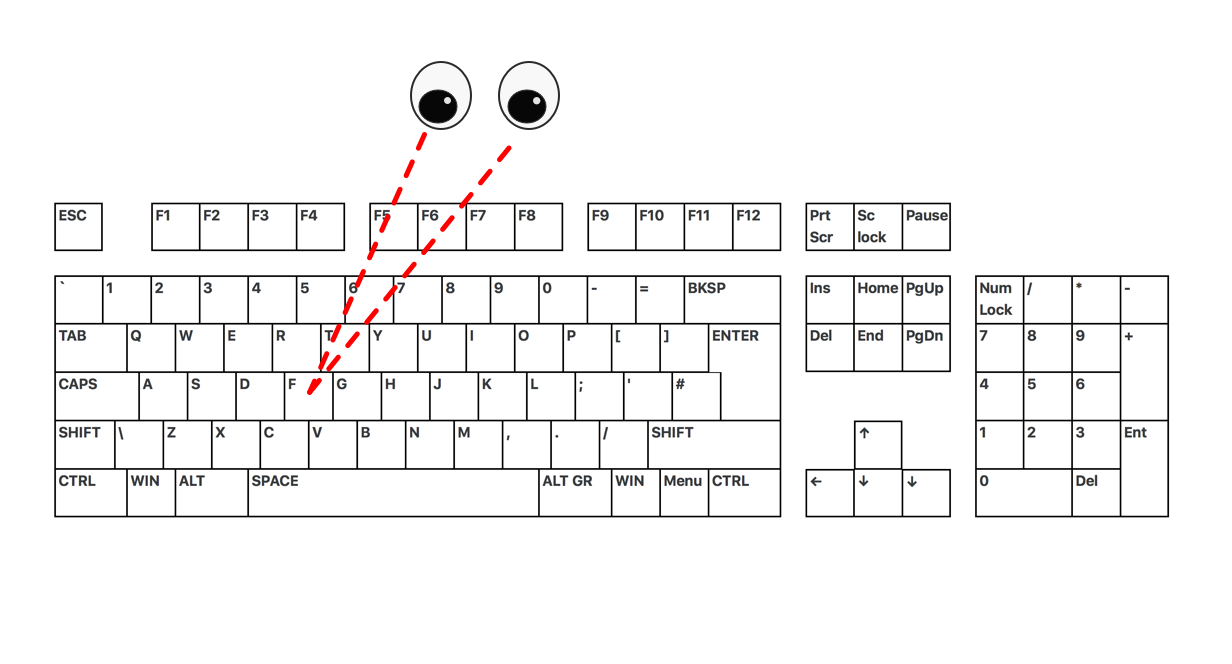 ESC F1 F2 F3 F4 F5 F6 F7 F8 F9 F10 F11 F12 Prt Scr Sc lock Pause
` 1 2 3 4 5 6 7 8 9 0 - = BKSP Ins Home PgUp Num Lock / * -
TAB Q W E R T Y U I O P [ ] ENTER Del End PgDn 7 8 9 +
CAPS A S D F G H J K L ; ' # 4 5 6
SHIFT \ Z X C V B N M , . / SHIFT ↑ 1 2 3 Ent
CTRL WIN ALT SPACE ALT GR WIN Menu CTRL ← ↓ ↓ 0 Del